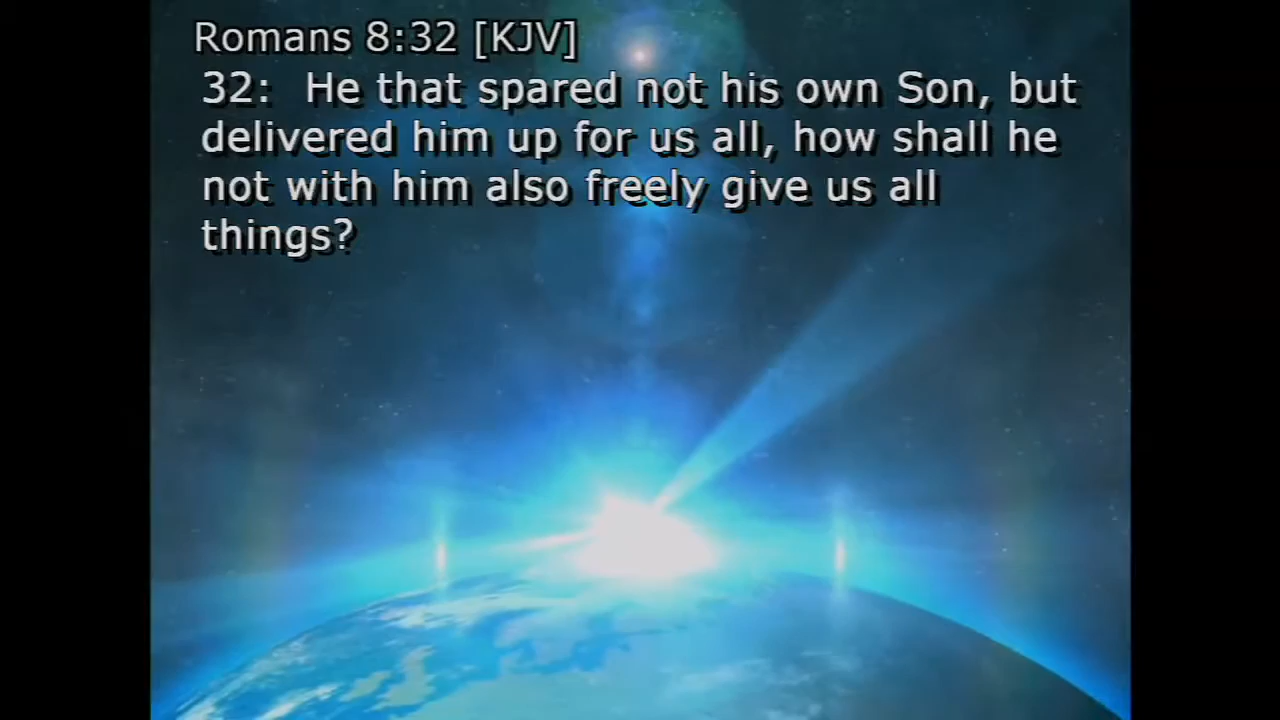 Romans 8:32 [KJV]
32: He that spared not his own Son, but
delivered him up for us all, how shall he
not with him also freely give us all
things?